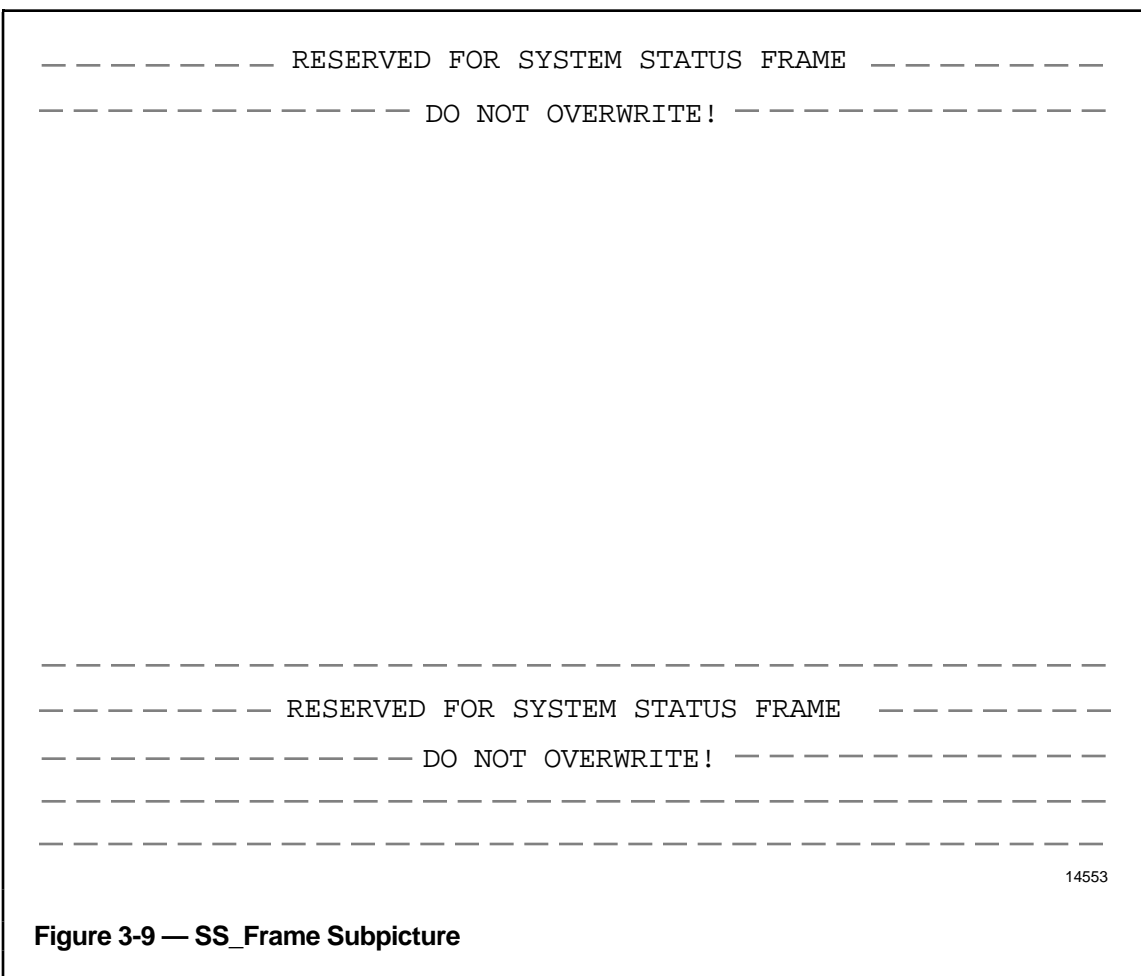 RESERVED FOR SYSTEM STATUS FRAME
DO NOT OVERWRITE!
RESERVED FOR SYSTEM STATUS FRAME
DO NOT OVERWRITE!
14553
Figure 3-9 — SS_Frame Subpicture